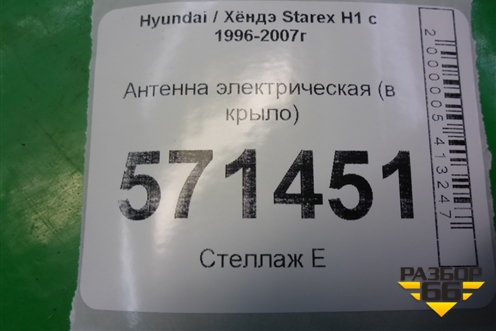 Hyundai / Хёндэ Starex H1 с
1996-2007г
Антенна электрическая (в
крыло)
571451
Стеллаж Е
2000005413247
РАЗБОР
66